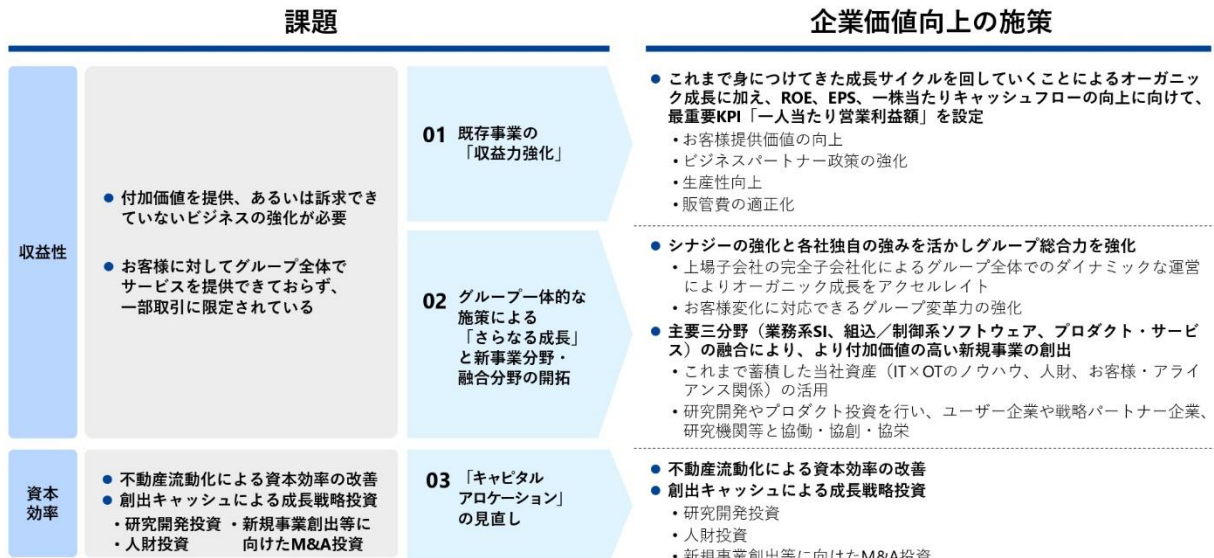 課題
企業価値向上の施策
収益性
● 付加価値を提供、あるいは訴求でき
ていないビジネスの強化が必要
● お客様に対してグループ全体で
サービスを提供できておらず、
一部取引に限定されている
01 既存事業の
「収益力強化」
● これまで身につけてきた成長サイクルを回していくことによるオーガニッ
ク成長に加え、ROE、EPS、一株当たりキャッシュフローの向上に向けて、
最重要KPI「一人当たり営業利益額」を設定
・お客様提供価値の向上
・ビジネスパートナー政策の強化
・生産性向上
・販管費の適正化
02 グループ一体的な
施策による
「さらなる成長」
と新事業分野・
融合分野の開拓
● シナジーの強化と各社独自の強みを活かしグループ総合力を強化
・上場子会社の完全子会社化によるグループ全体でのダイナミックな運営
によりオーガニック成長をアクセルレイト
・お客様変化に対応できるグループ変革力の強化
● 主要三分野（業務系SI、組込／制御系ソフトウェア、プロダクト・サービ
ス）の融合により、より付加価値の高い新規事業の創出
・これまで蓄積した当社資産（IT×OTのノウハウ、人財、お客様・アライ
アンス関係）の活用
・研究開発やプロダクト投資を行い、ユーザー企業や戦略パートナー企業、
研究機関等と協働・協創・協栄
資本
効率
● 不動産流動化による資本効率の改善
● 創出キャッシュによる成長戦略投資
・研究開発投資 ・新規事業創出等に
・人財投資 向けたM&A投資
03 「キャピタル
アロケーション」
の見直し
● 不動産流動化による資本効率の改善
● 創出キャッシュによる成長戦略投資
・研究開発投資
・人財投資
・新規事業創出等に向けたM&A投資